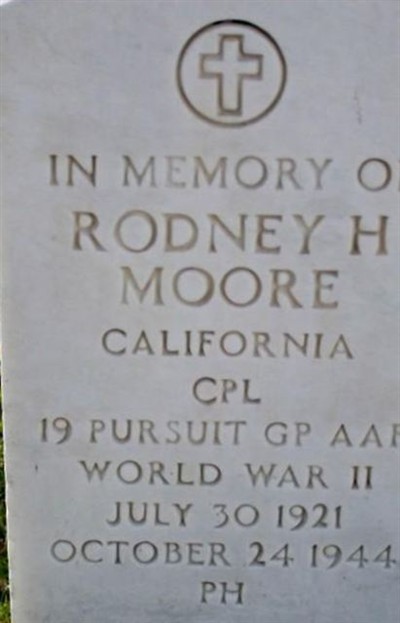 IN MEMORY OF
RODNEY H
MOORE
CALIFORNIA
CPL
19 PURSUIT GP AAF
WORLD WAR II
JULY 30 1921
OCTOBER 24 1944
PH